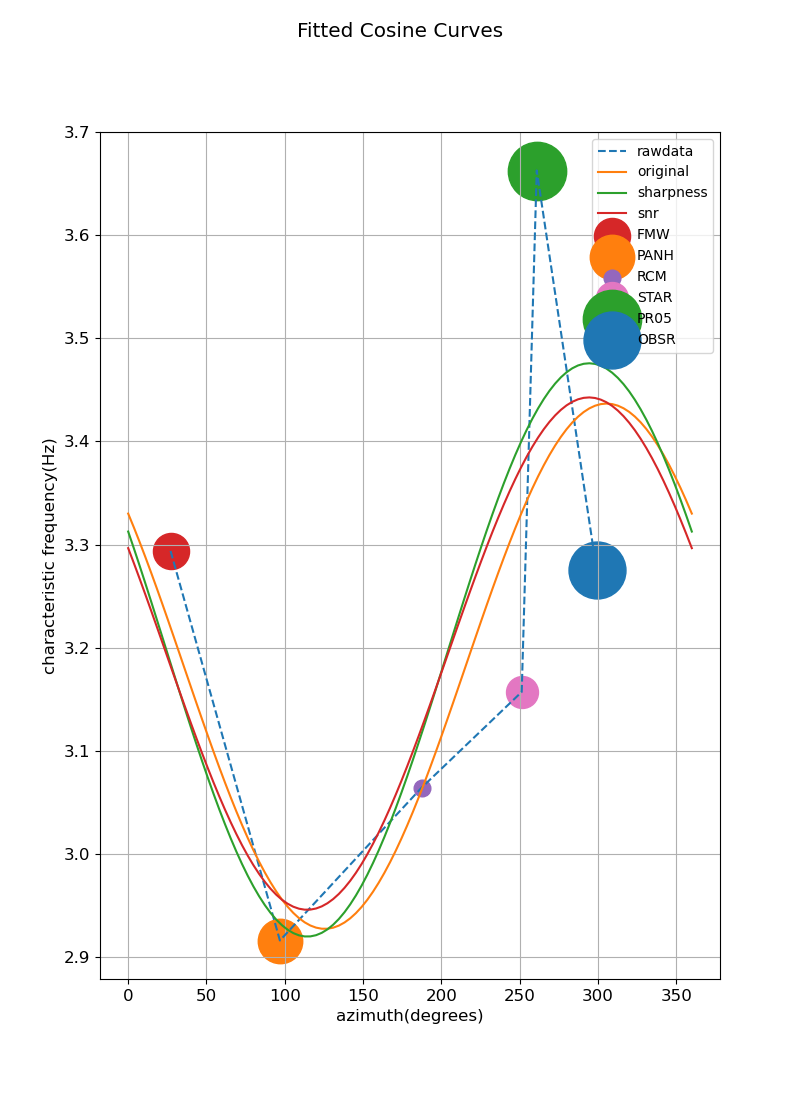 Fitted Cosine Curves
3.7
3.6
3.5
3.4
3.3
3.2
3.1
3.0
2.9
characteristic frequency(Hz)
rawdata
original
sharpness
snr
FMW
PANH
RCM
STAR
PR05
OBSR
0 50 100 150 200 250 300 350
azimuth(degrees)